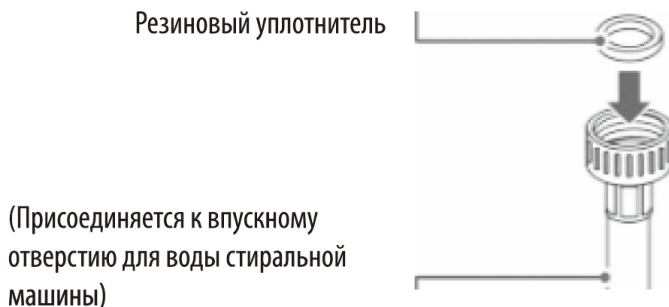 Резиновый уплотнитель
(Присоединяется к впускному
отверстию для воды стиральной
машины)